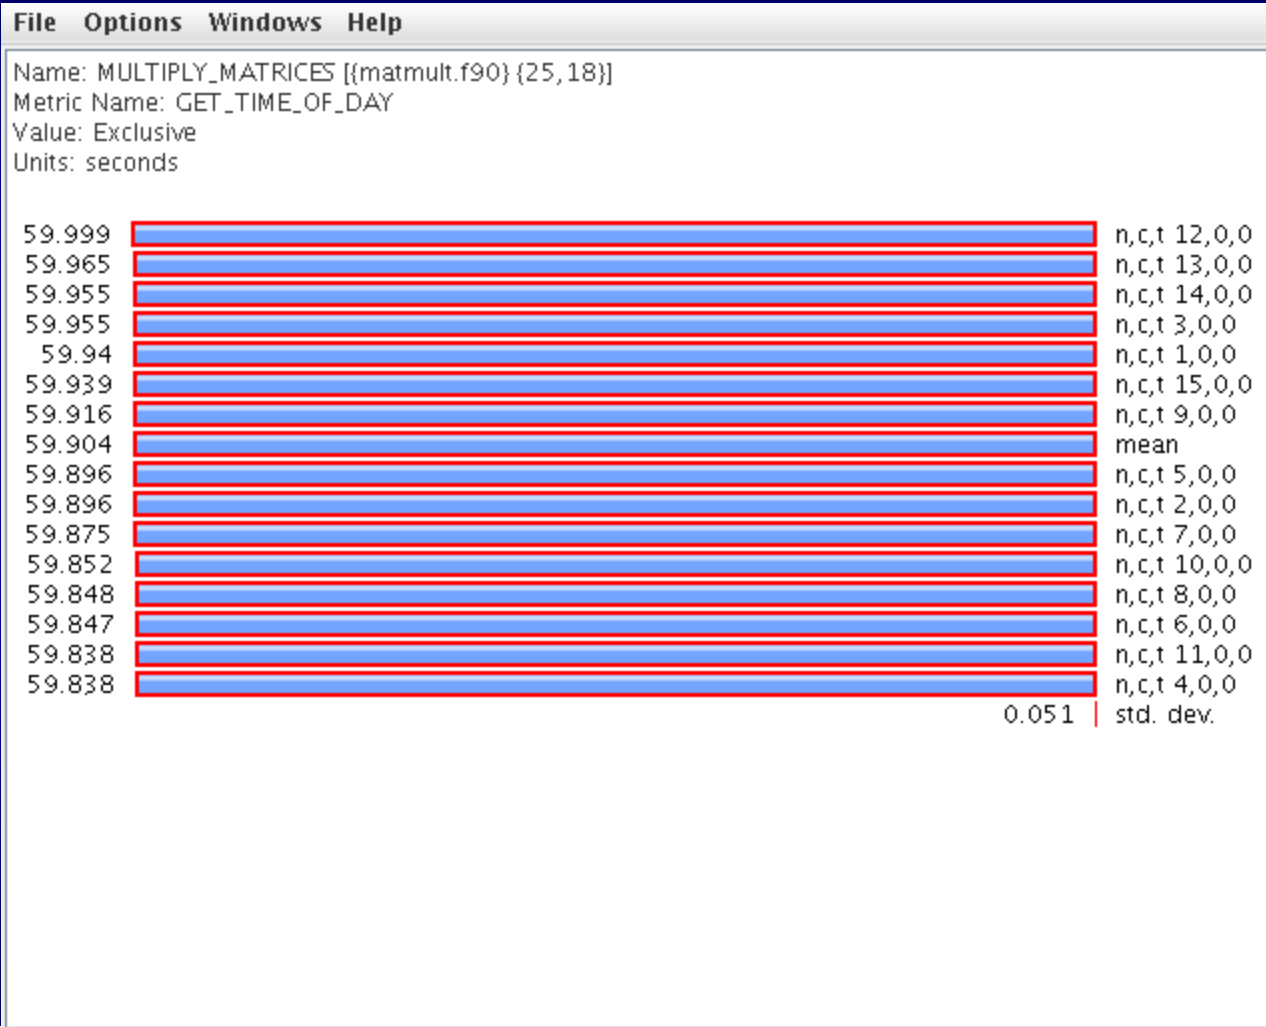 File Options Windows Help
Name: MULTIPLY_MATRICES [{matmult.f90} {25,18}]
Metric Name: GET_TIME_OF_DAY
Value: Exclusive
Units: seconds
59.999 n,c,t 12,0,0
59.965 n,c,t 13,0,0
59.955 n,c,t 14,0,0
59.955 n,c,t 3,0,0
59.94 n,c,t 1,0,0
59.939 n,c,t 15,0,0
59.916 n,c,t 9,0,0
59.904 mean
59.896 n,c,t 5,0,0
59.896 n,c,t 2,0,0
59.875 n,c,t 7,0,0
59.852 n,c,t 10,0,0
59.848 n,c,t 8,0,0
59.847 n,c,t 6,0,0
59.838 n,c,t 11,0,0
59.838 n,c,t 4,0,0
0.051 std. dev.